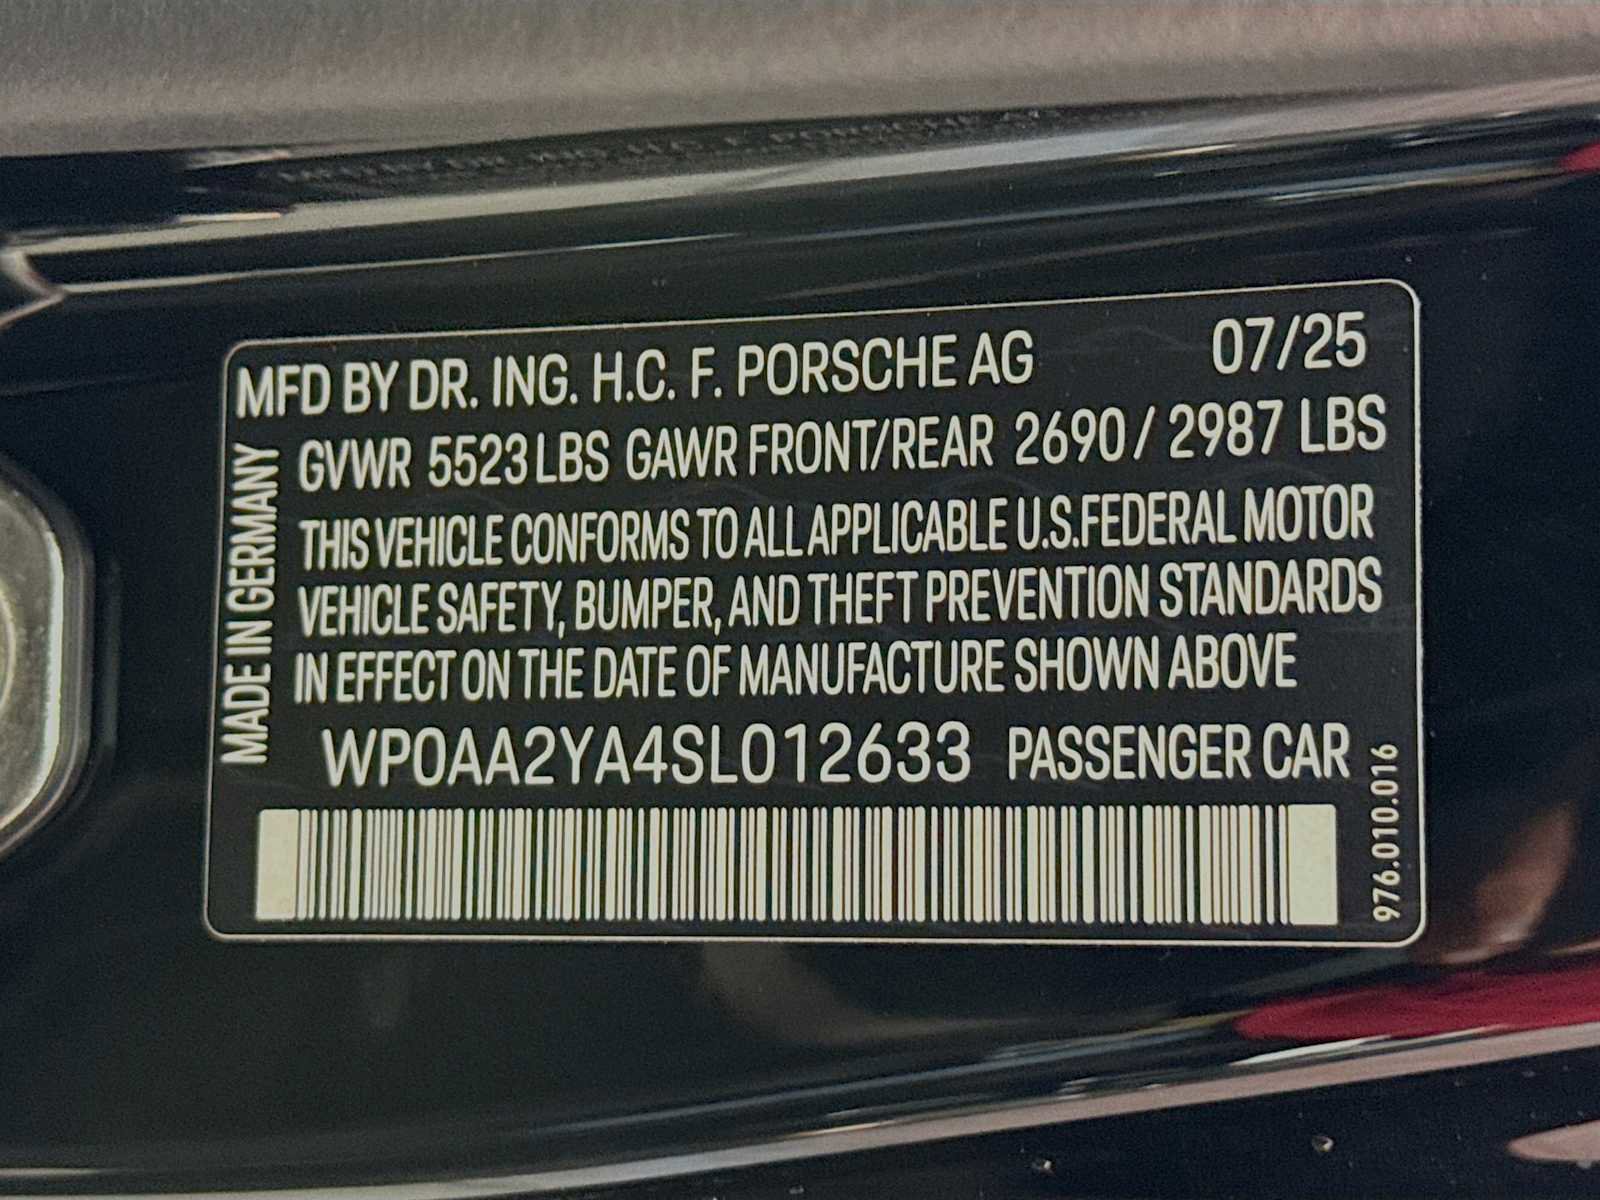 MFD BY DR. ING. H.C. F. PORSCHE AG 07/25
GVWR 5523 LBS GAWR FRONT/REAR 2690 / 2987 LBS
THIS VEHICLE CONFORMS TO ALL APPLICABLE U.S.FEDERAL MOTOR
VEHICLE SAFETY, BUMPER, AND THEFT PREVENTION STANDARDS
IN EFFECT ON THE DATE OF MANUFACTURE SHOWN ABOVE
WP0AA2YA4SL012633 PASSENGER CAR
MADE IN GERMANY
976.010.016